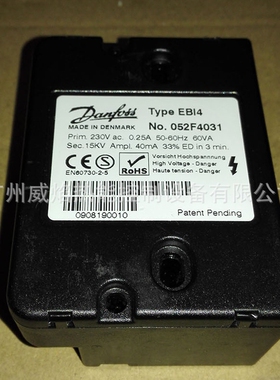 Danfoss
Type EBI4
MADE IN DENMARK
No. 052F4031
Prim. 230V ac. 0.25A 50-60Hz 60VA
Sec. 15KV Ampl. 40mA 33% ED in 3 min.
CE
EN60730-2-5
RoHS
Vorsicht Hochspannung
High Voltage - Danger
Haute tension - Danger
0908190010
Patent Pending